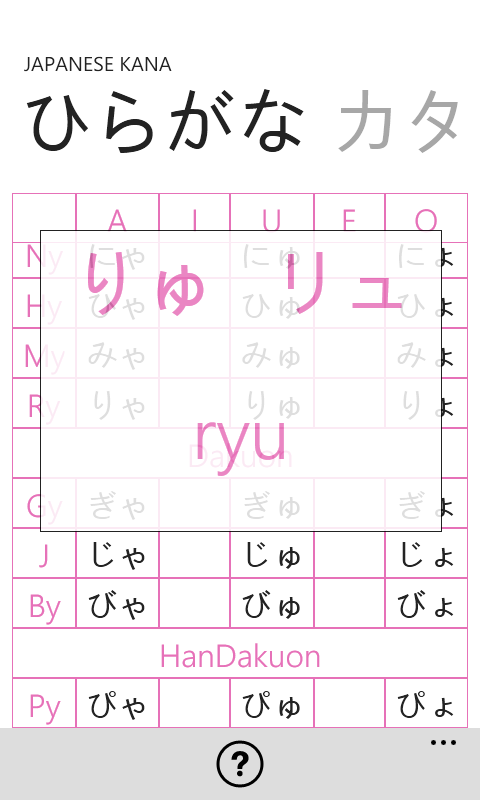 JAPANESE KANA
ひらがな カタ
A I U E O
Ny にゃ にゅ にょ
りゅ リュ
Hy ひゃ ひゅ ひょ
My みゃ みゅ みょ
Ry りゃ りゅ りょ
ryu
Dakuon
Gy ぎゃ ぎゅ ぎょ
J じゃ じゅ じょ
By びゃ びゅ びょ
HanDakuon
Py ぴゃ ぴゅ ぴょ
?